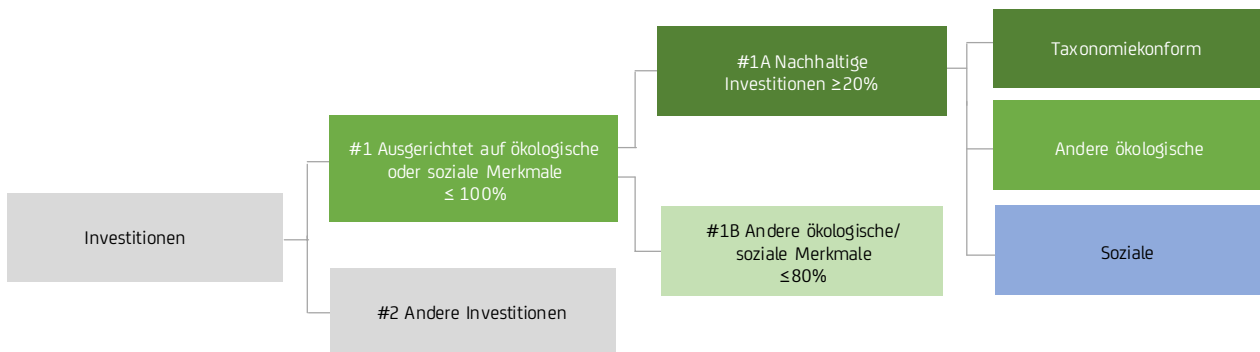 Investitionen
#1 Ausgerichtet auf ökologische
oder soziale Merkmale
≤ 100%
#2 Andere Investitionen
#1A Nachhaltige
Investitionen ≥20%
#1B Andere ökologische/
soziale Merkmale
≤80%
Taxonomiekonform
Andere ökologische
Soziale